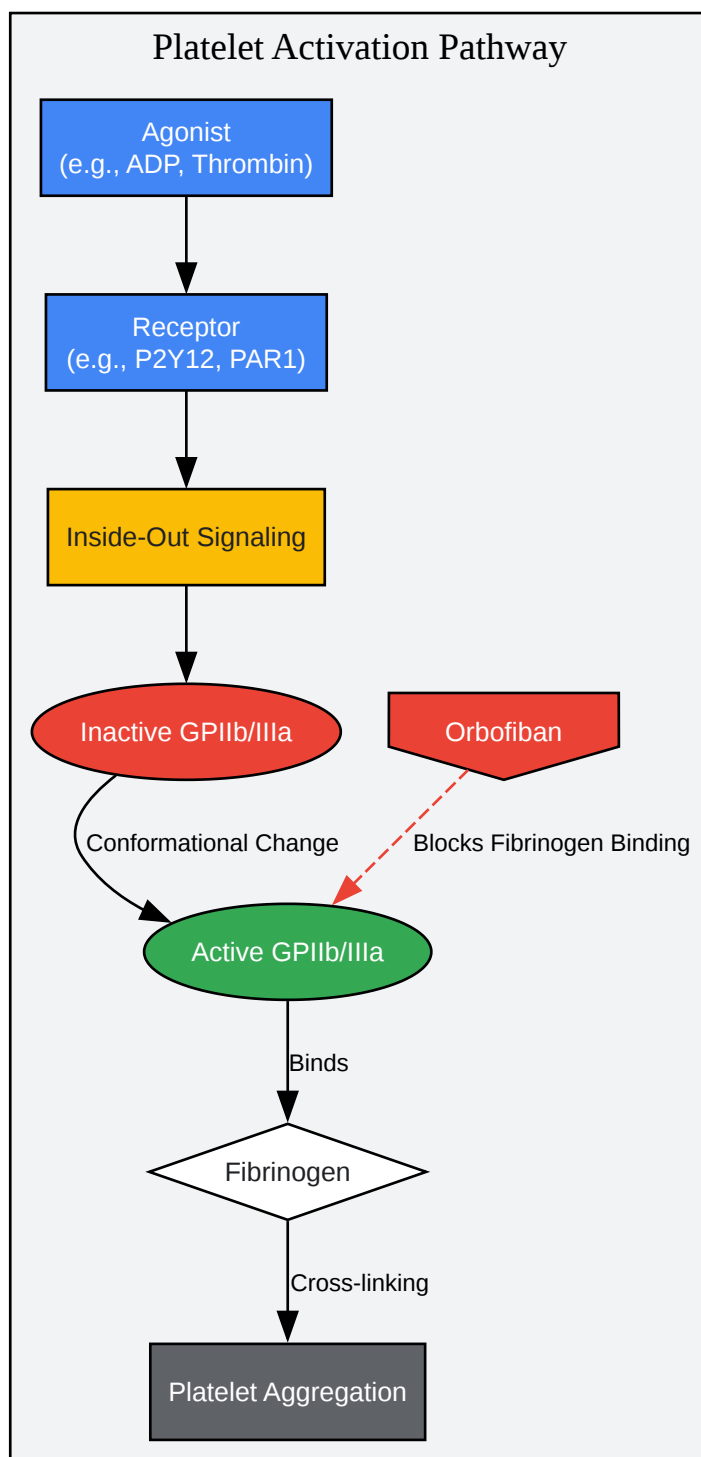 Platelet Activation Pathway
Agonist
(e.g., ADP, Thrombin)
Receptor
(e.g., P2Y12, PAR1)
Inside-Out Signaling
Inactive GPIIb/IIIa
Orbofiban
Conformational Change
Blocks Fibrinogen Binding
Active GPIIb/IIIa
Binds
Fibrinogen
Cross-linking
Platelet Aggregation